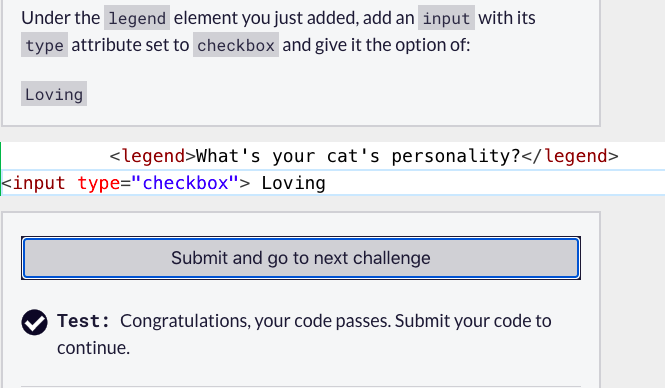 Under the legend element you just added, add an input with its
type attribute set to checkbox and give it the option of:
Loving
<legend>What's your cat's personality?</legend>
<input type="checkbox"> Loving
Submit and go to next challenge
Test: Congratulations, your code passes. Submit your code to
continue.